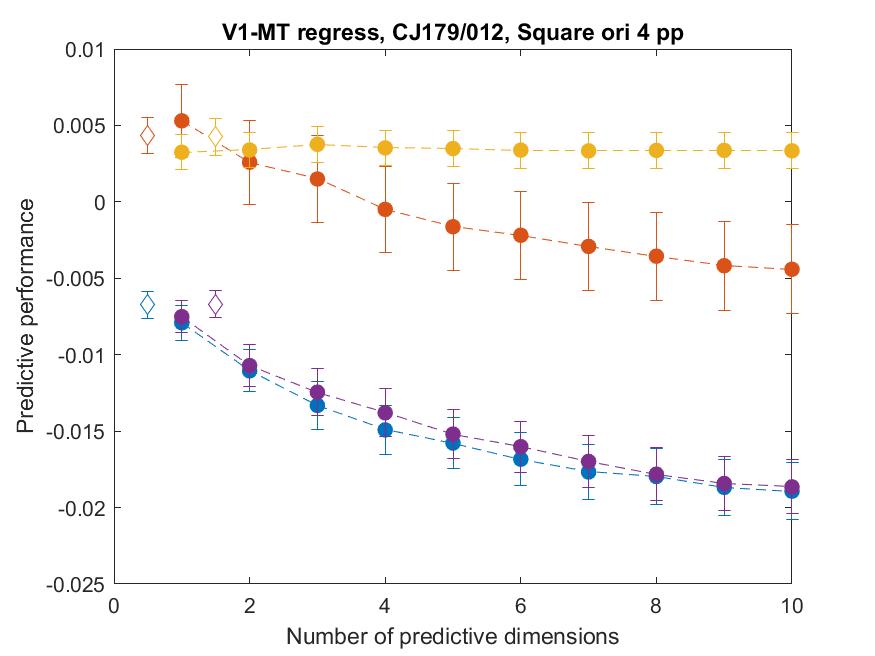 V1-MT regress, CJ179/012, Square ori 4 pp
0.01
0.005
0
-0.005
-0.01
-0.015
-0.02
-0.025
Predictive performance
0 2 4 6 8 10
Number of predictive dimensions